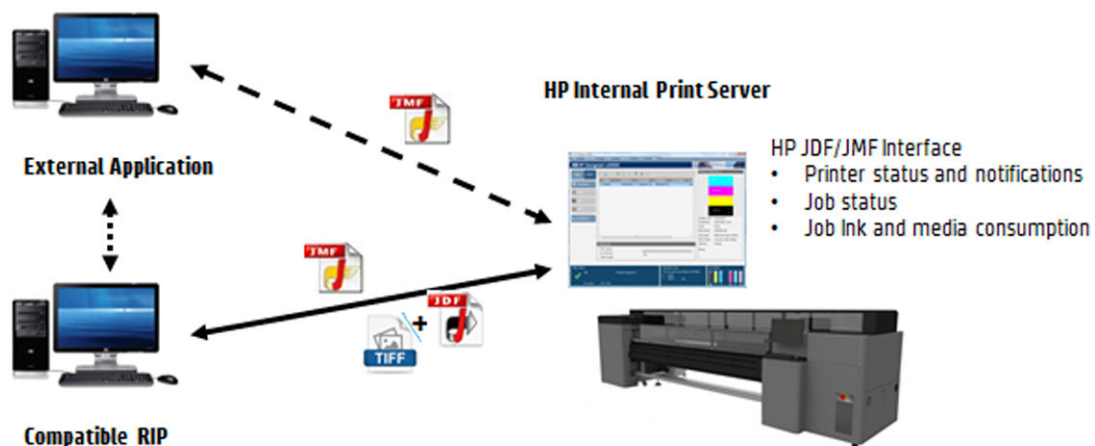 HP Internal Print Server
JMF
External Application
HP JDF/JMF Interface
• Printer status and notifications
• Job status
• Job Ink and media consumption
JMF
JDF
+
TIFF
Compatible RIP